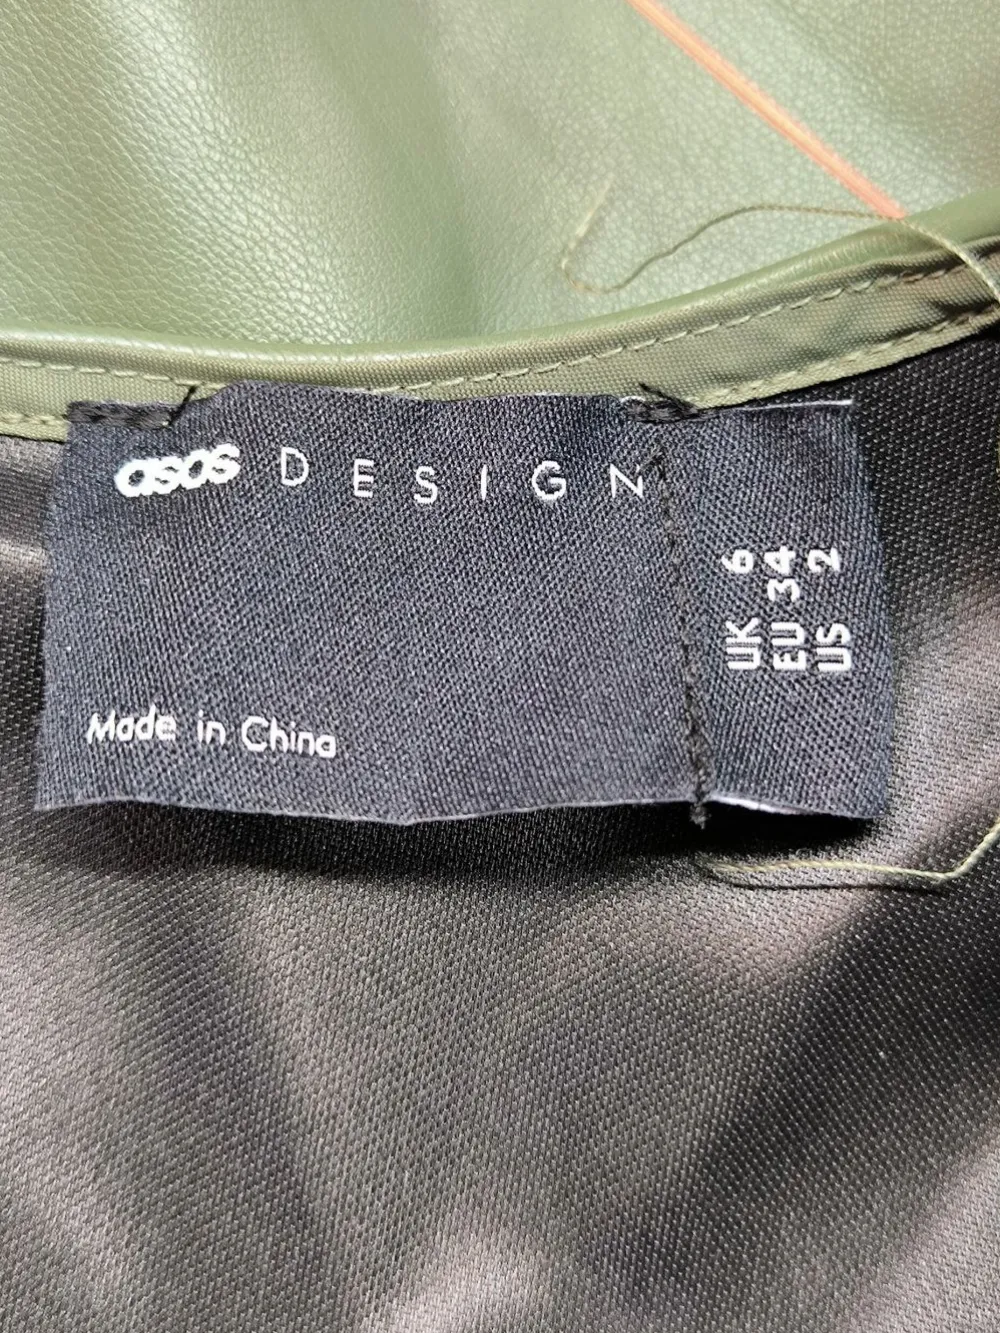 asos DESIGN
Made in China
UK 6
EU 34
US 2